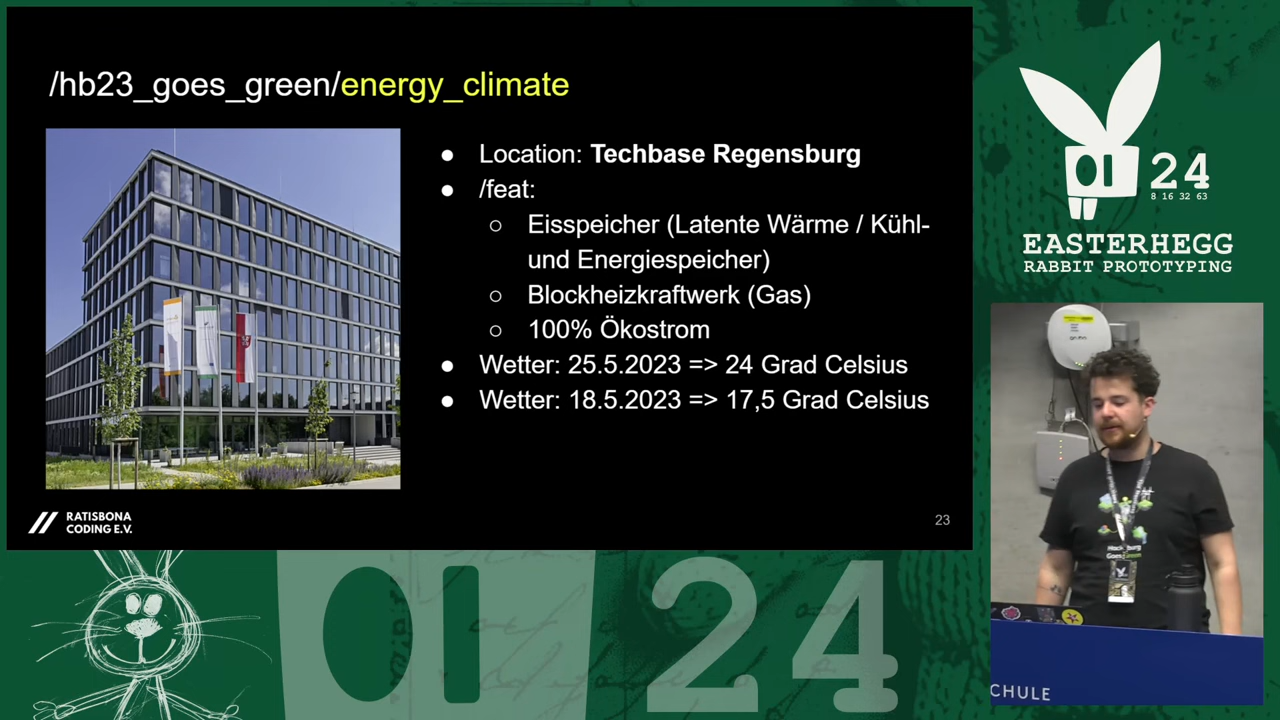 /hb23_goes_green/energy_climate
● Location: Techbase Regensburg
● /feat:
○ Eisspeicher (Latente Wärme / Kühl-
und Energiespeicher)
○ Blockheizkraftwerk (Gas)
○ 100% Ökostrom
● Wetter: 25.5.2023 => 24 Grad Celsius
● Wetter: 18.5.2023 => 17,5 Grad Celsius
// RATISBONA
CODING E.V.
23
24
8 16 32 63
EASTERHEGG
RABBIT PROTOTYPING
Goes Green
CHULE
24